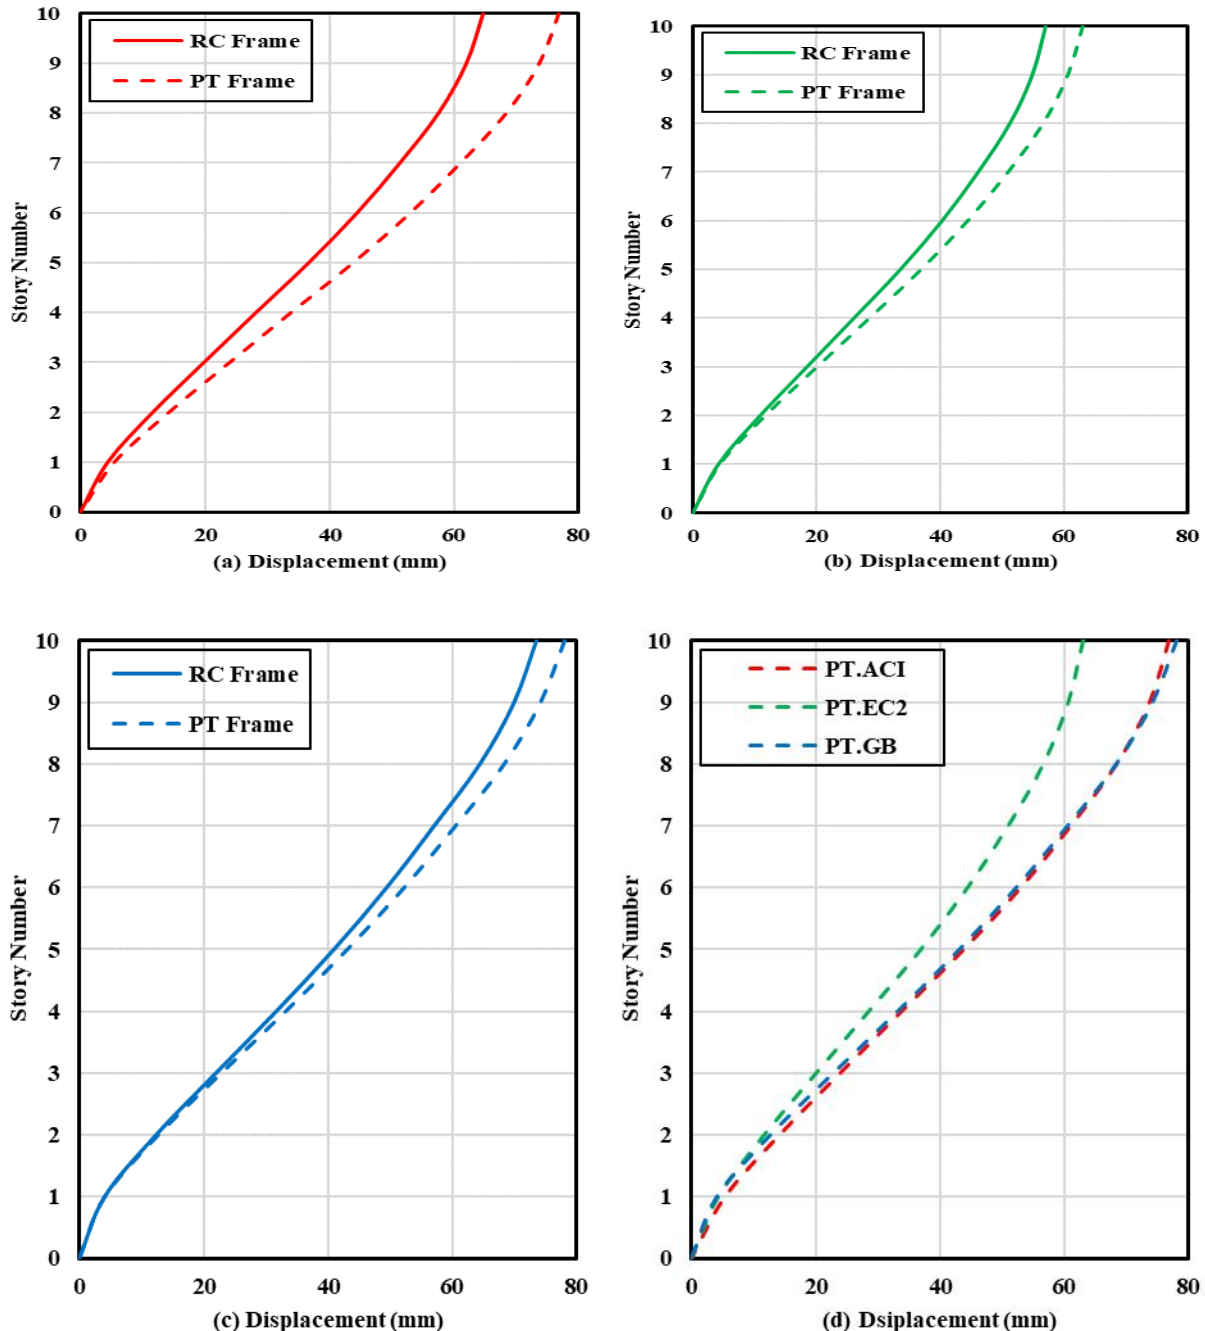 RC Frame
PT Frame
10
9
8
7
6
5
4
3
2
1
0
Story Number
0 20 40 60 80
(a) Displacement (mm)
RC Frame
PT Frame
10
9
8
7
6
5
4
3
2
1
0
Story Number
0 20 40 60 80
(b) Displacement (mm)
RC Frame
PT Frame
10
9
8
7
6
5
4
3
2
1
0
Story Number
0 20 40 60 80
(c) Displacement (mm)
PT.ACI
PT.EC2
PT.GB
10
9
8
7
6
5
4
3
2
1
0
Story Number
0 20 40 60 80
(d) Dsiplacement (mm)